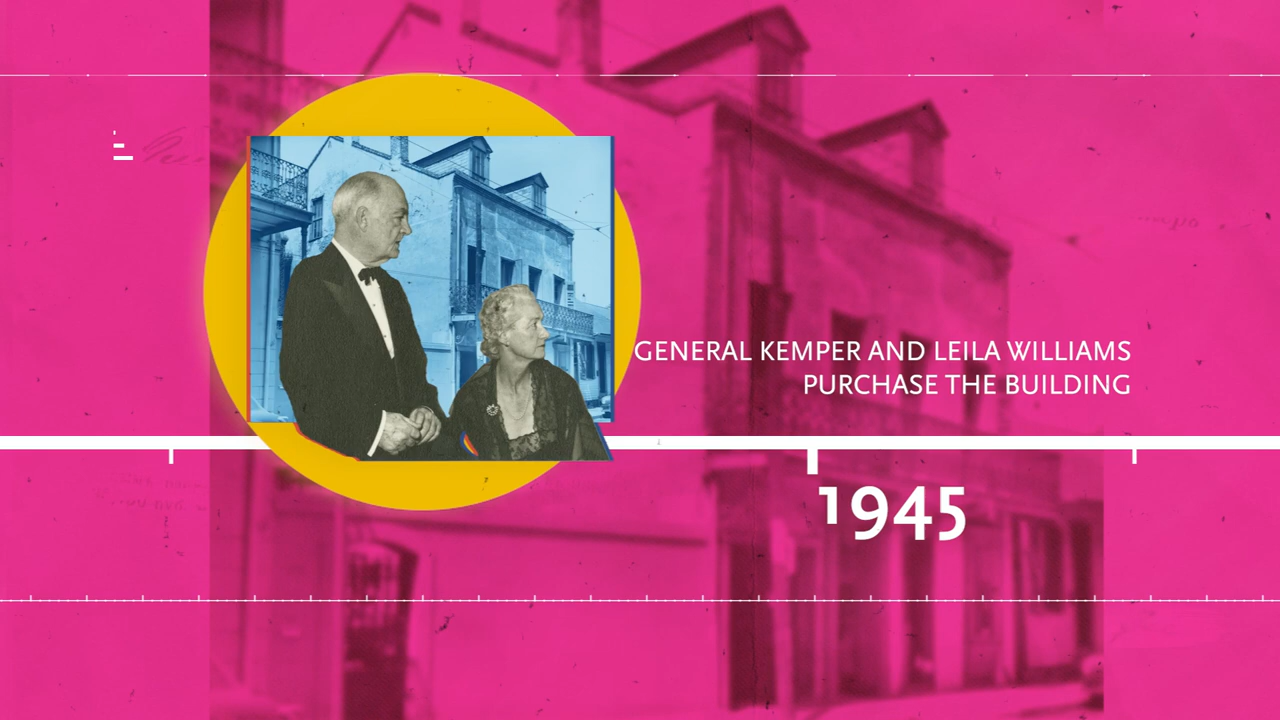 GENERAL KEMPER AND LEILA WILLIAMS
PURCHASE THE BUILDING
1945